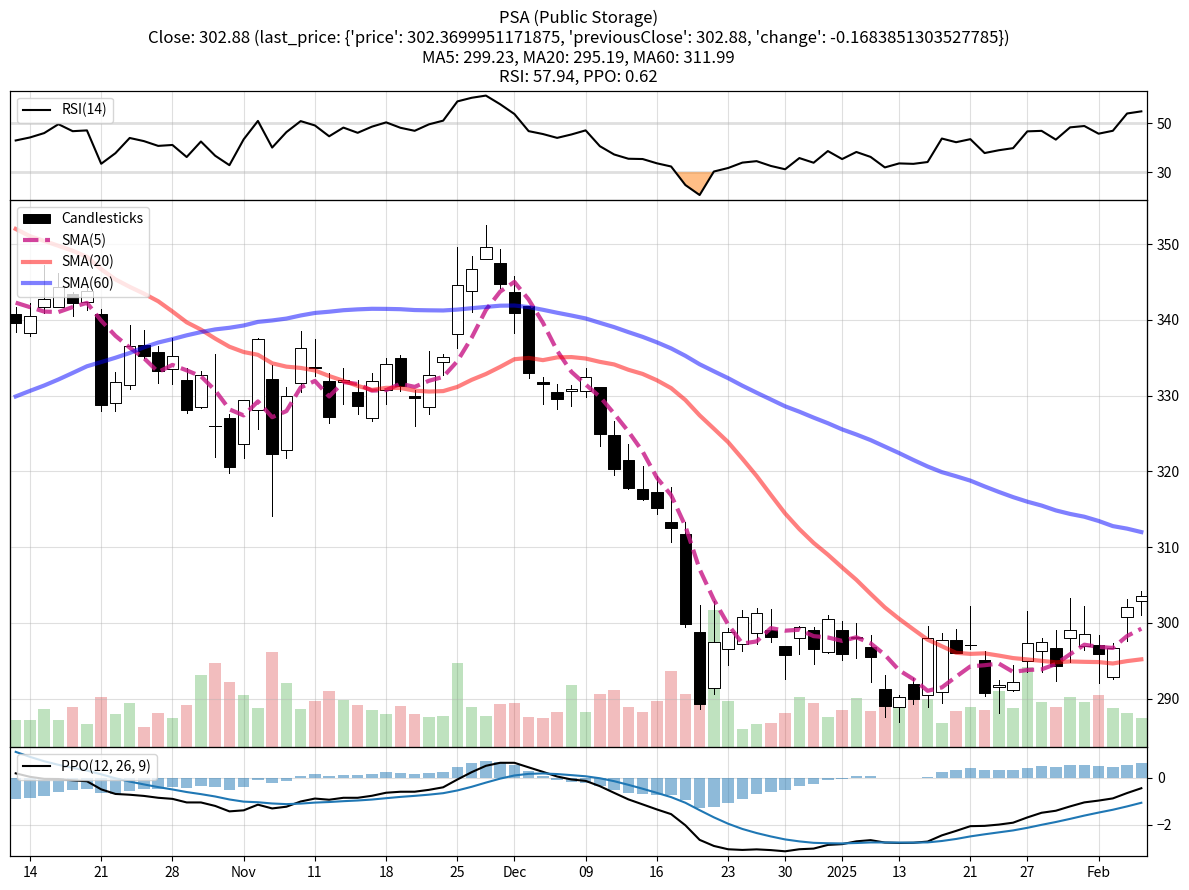 PSA (Public Storage)
Close: 302.88 (last_price: {'price': 302.3699951171875, 'previousClose': 302.88, 'change': -0.1683851303527785})
MA5: 299.23, MA20: 295.19, MA60: 311.99
RSI: 57.94, PPO: 0.62
RSI(14)
50
30
Candlesticks
SMA(5)
SMA(20)
SMA(60)
350
340
330
320
310
300
290
PPO(12, 26, 9)
0
−2
14 21 28 Nov 11 18 25 Dec 09 16 23 30 2025 13 21 27 Feb